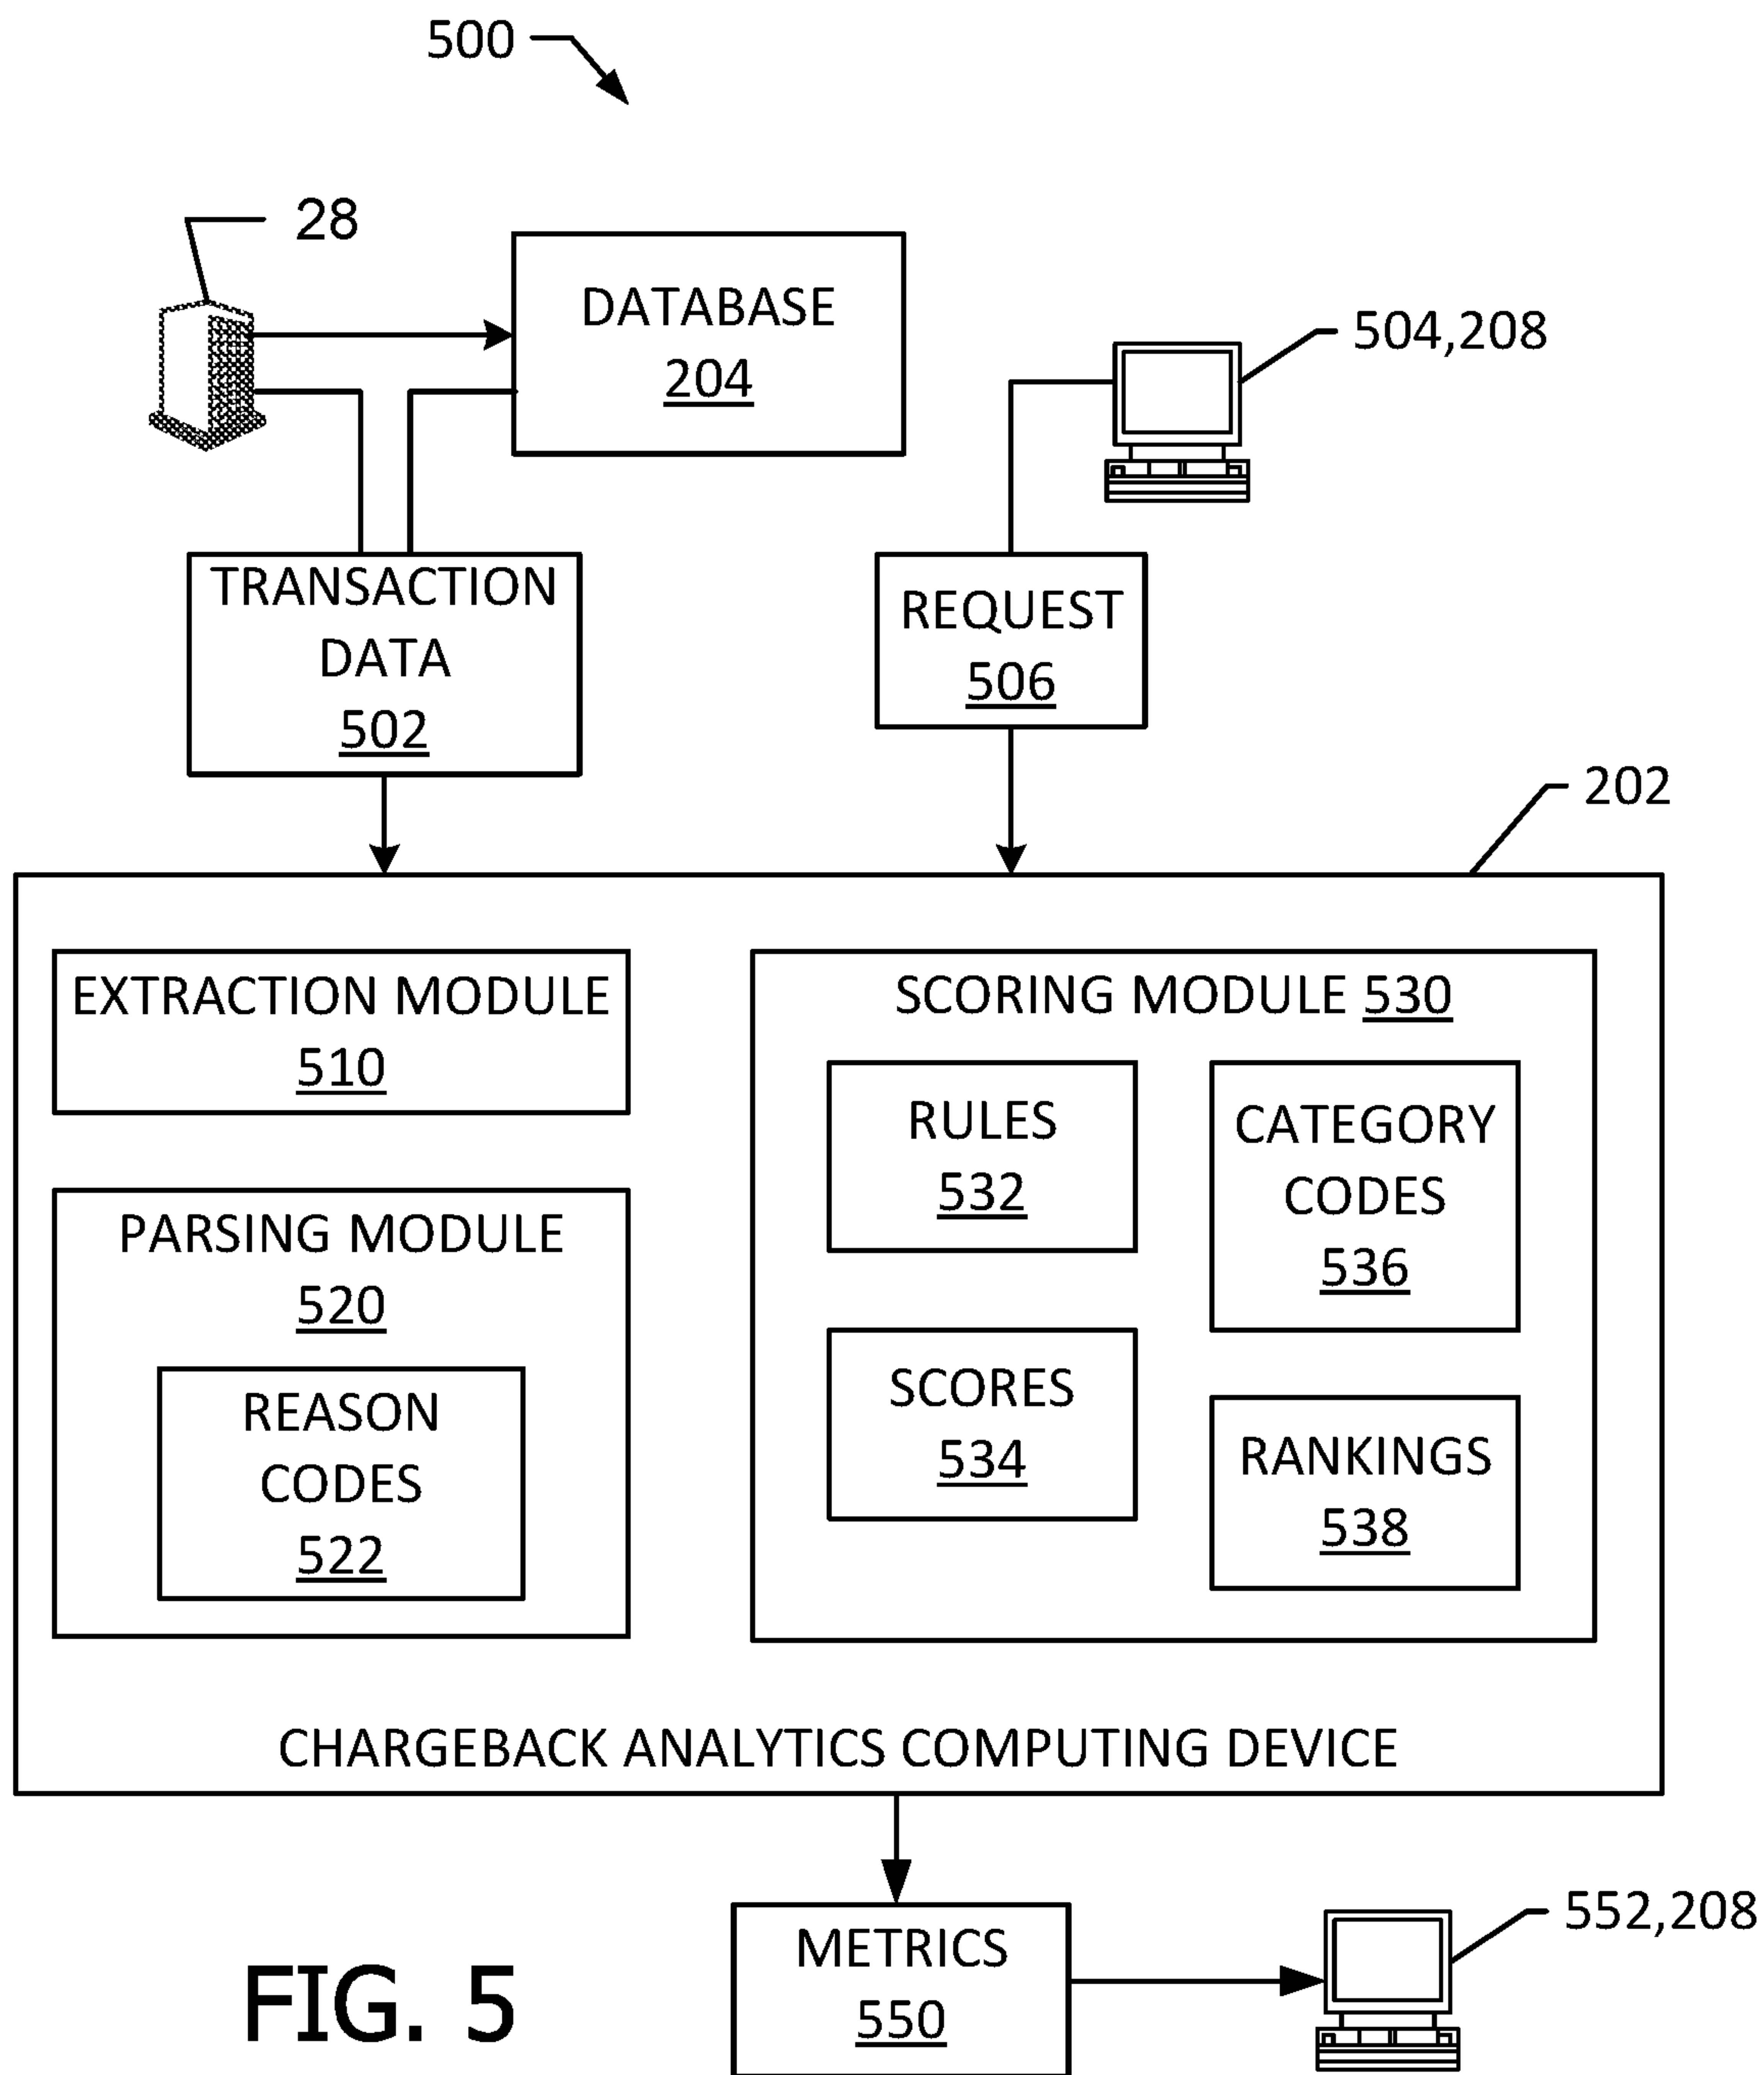 500
28
DATABASE
204
504,208
TRANSACTION
DATA
502
REQUEST
506
202
EXTRACTION MODULE
510
PARSING MODULE
520
REASON
CODES
522
SCORING MODULE 530
RULES
532
CATEGORY
CODES
536
SCORES
534
RANKINGS
538
CHARGEBACK ANALYTICS COMPUTING DEVICE
METRICS
550
552,208
FIG. 5